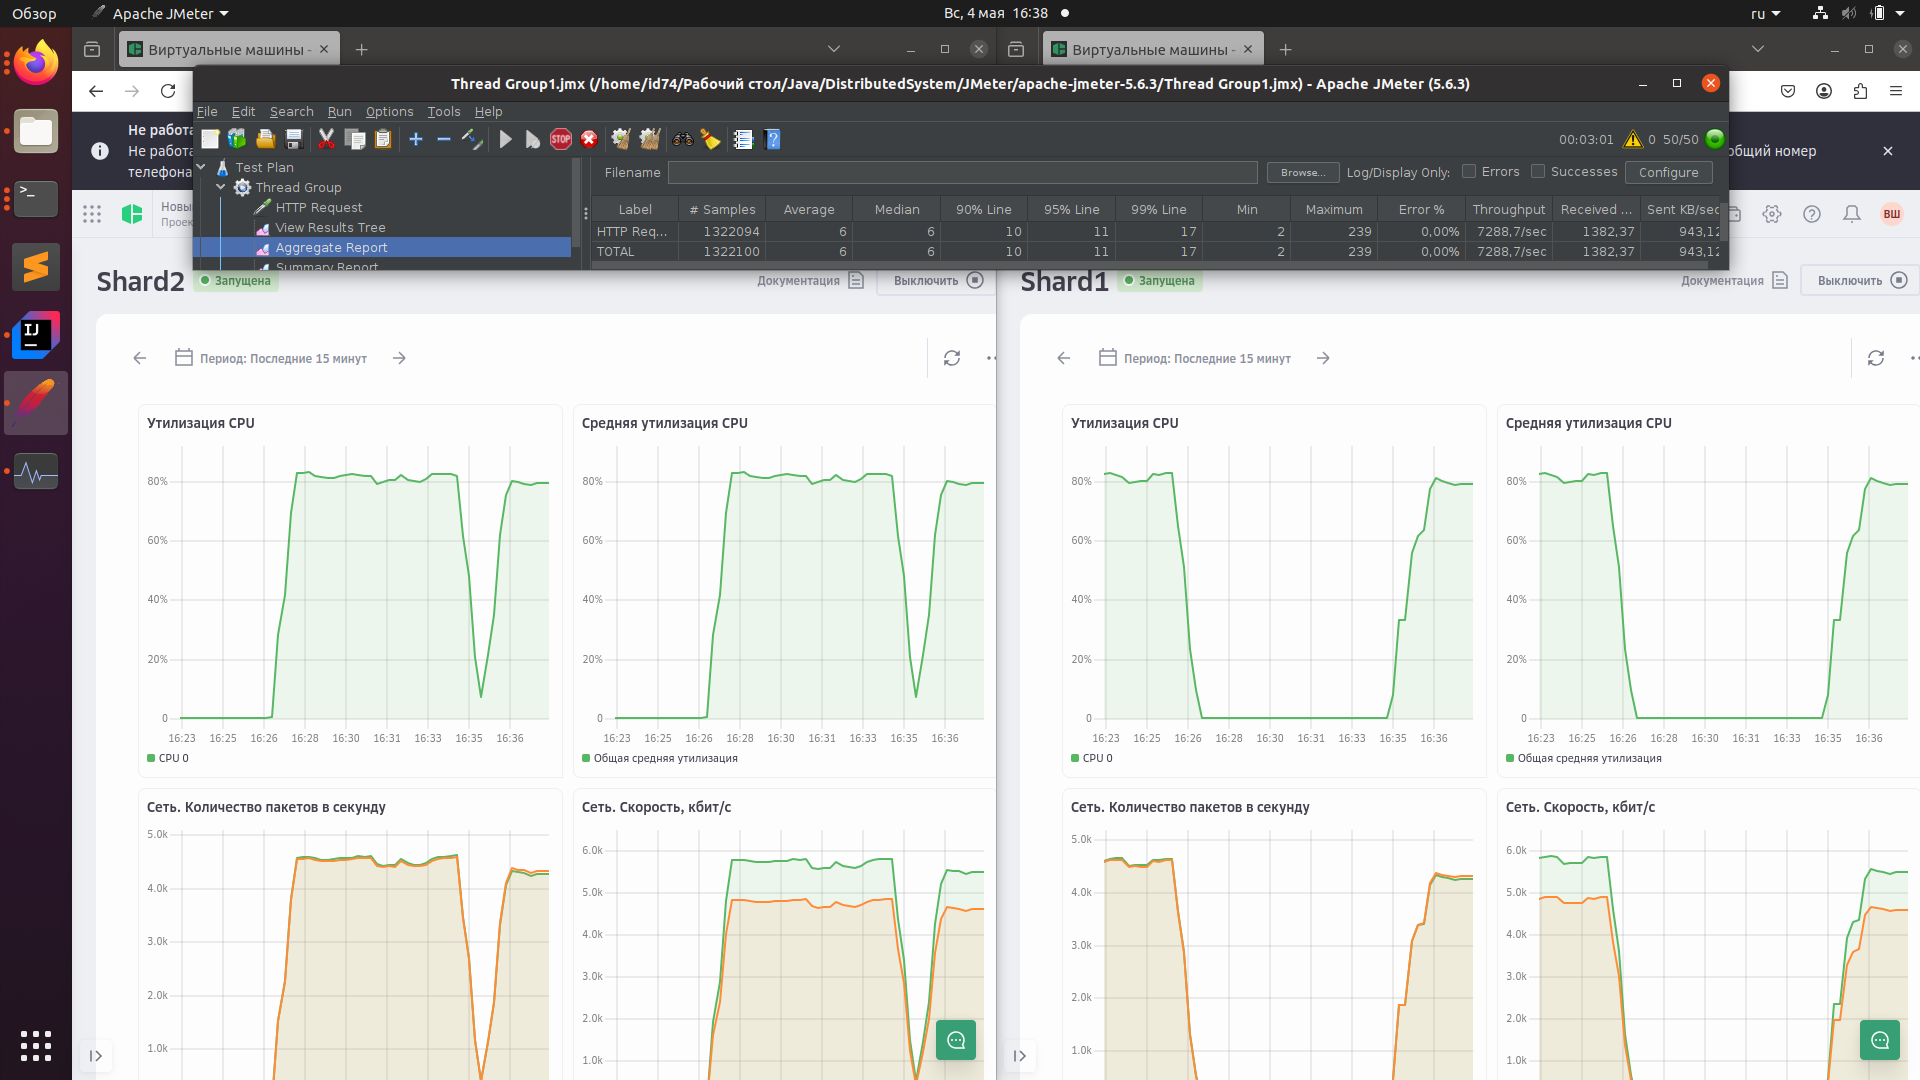 Обзор
Apache JMeter
Вс, 4 мая 16:38
ru
Виртуальные машины -
Виртуальные машины -
Thread Group1.jmx (/home/id74/Рабочий стол/Java/DistributedSystem/JMeter/apache-jmeter-5.6.3/Thread Group1.jmx) - Apache JMeter (5.6.3)
File Edit Search Run Options Tools Help
STOP
00:03:01 0 50/50
Не работа
Не работа
телефона
общий номер
Test Plan
Thread Group
HTTP Request
View Results Tree
Aggregate Report
Summary Report
Filename Browse... Log/Display Only: Errors Successes Configure
Label # Samples Average Median 90% Line 95% Line 99% Line Min Maximum Error % Throughput Received ... Sent KB/sec
HTTP Req... 1322094 6 6 10 11 17 2 239 0,00% 7288,7/sec 1382,37 943,12
TOTAL 1322100 6 6 10 11 17 2 239 0,00% 7288,7/sec 1382,37 943,12
Новы
Проек
ВШ
Shard2 Запущена Документация Выключить
Период: Последние 15 минут
Утилизация CPU
80%
60%
40%
20%
0
16:23 16:25 16:26 16:28 16:30 16:31 16:33 16:35 16:36
CPU 0
Средняя утилизация CPU
80%
60%
40%
20%
0
16:23 16:25 16:26 16:28 16:30 16:31 16:33 16:35 16:36
Общая средняя утилизация
Сеть. Количество пакетов в секунду
5.0k
4.0k
3.0k
2.0k
1.0k
Сеть. Скорость, кбит/с
6.0k
5.0k
4.0k
3.0k
2.0k
1.0k
Shard1 Запущена Документация Выключить
Период: Последние 15 минут
Утилизация CPU
80%
60%
40%
20%
0
16:23 16:25 16:26 16:28 16:30 16:31 16:33 16:35 16:36
CPU 0
Средняя утилизация CPU
80%
60%
40%
20%
0
16:23 16:25 16:26 16:28 16:30 16:31 16:33 16:35 16:36
Общая средняя утилизация
Сеть. Количество пакетов в секунду
5.0k
4.0k
3.0k
2.0k
1.0k
Сеть. Скорость, кбит/с
6.0k
5.0k
4.0k
3.0k
2.0k
1.0k
IJ